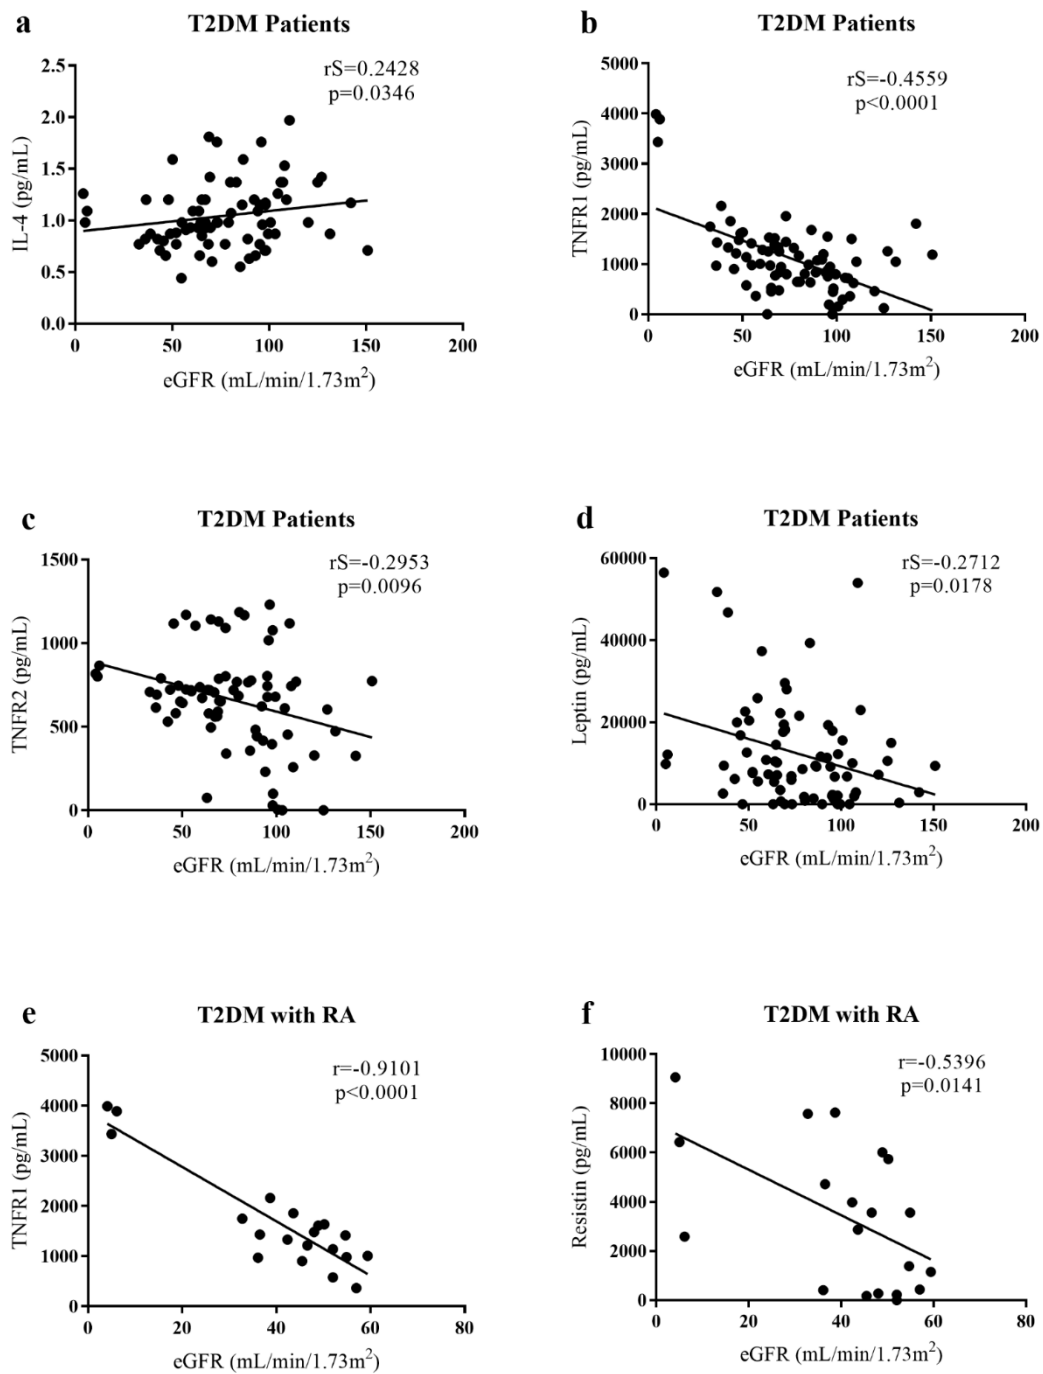 a
T2DM Patients
rS=0.2428
p=0.0346
IL-4 (pg/mL)
2.5
2.0
1.5
1.0
0.5
0.0
0
50
100
150
200
eGFR (mL/min/1.73m²)
b
T2DM Patients
rS=-0.4559
p<0.0001
TNFR1 (pg/mL)
5000
4000
3000
2000
1000
0
0
50
100
150
200
eGFR (mL/min/1.73m²)
c
T2DM Patients
rS=-0.2953
p=0.0096
TNFR2 (pg/mL)
1500
1000
500
0
0
50
100
150
200
eGFR (mL/min/1.73m²)
d
T2DM Patients
rS=-0.2712
p=0.0178
Leptin (pg/mL)
60000
40000
20000
0
0
50
100
150
200
eGFR (mL/min/1.73m²)
e
T2DM with RA
r=-0.9101
p<0.0001
TNFR1 (pg/mL)
5000
4000
3000
2000
1000
0
0
20
40
60
80
eGFR (mL/min/1.73m²)
f
T2DM with RA
r=-0.5396
p=0.0141
Resistin (pg/mL)
10000
8000
6000
4000
2000
0
0
20
40
60
80
eGFR (mL/min/1.73m²)